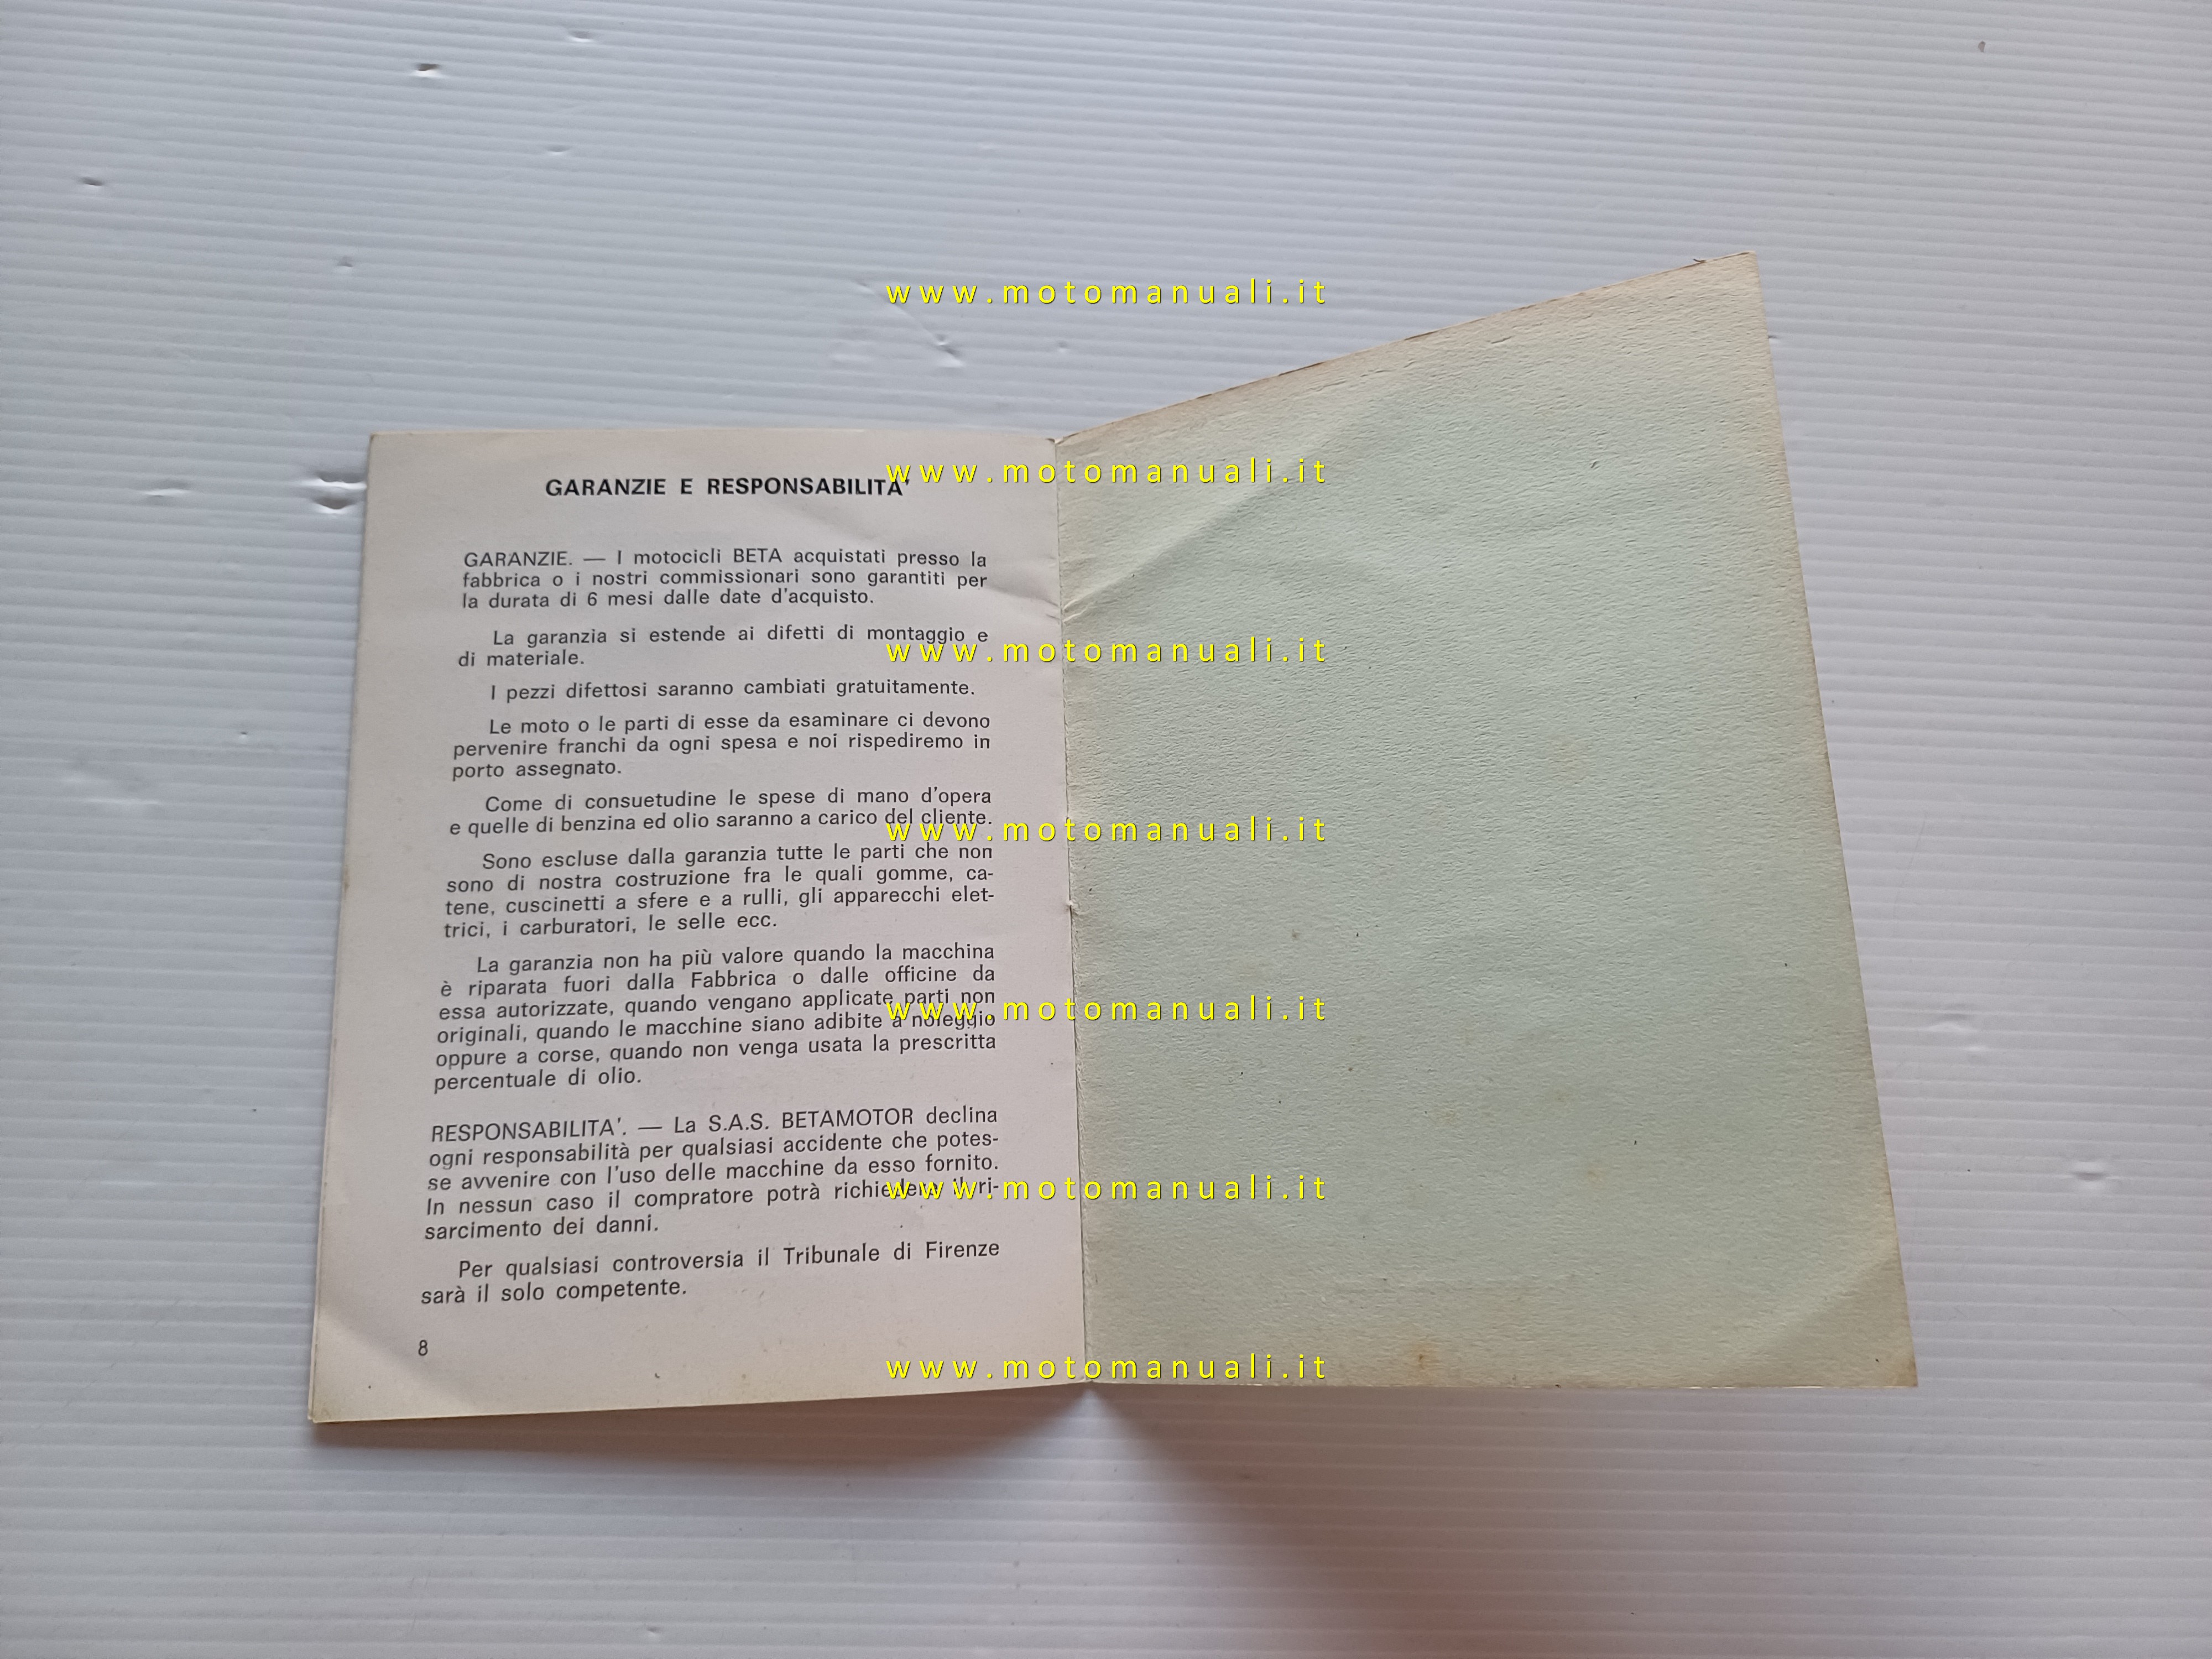 www.motomanuali.it
GARANZIE E RESPONSABILITA'
www.motomanuali.it
GARANZIE. — I motocicli BETA acquistati presso la
fabbrica o i nostri commissionari sono garantiti per
la durata di 6 mesi dalle date d'acquisto.
La garanzia si estende ai difetti di montaggio e
di materiale.
www.motomanuali.it
I pezzi difettosi saranno cambiati gratuitamente.
Le moto o le parti di esse da esaminare ci devono
pervenire franchi da ogni spesa e noi rispediremo in
porto assegnato.
Come di consuetudine le spese di mano d'opera
e quelle di benzina ed olio saranno a carico del cliente.
www.motomanuali.it
Sono escluse dalla garanzia tutte le parti che non
sono di nostra costruzione fra le quali gomme, ca-
tene, cuscinetti a sfere e a rulli, gli apparecchi elet-
trici, i carburatori, le selle ecc.
La garanzia non ha più valore quando la macchina
è riparata fuori dalla Fabbrica o dalle officine da
essa autorizzate, quando vengano applicate parti non
www.motomanuali.it
originali, quando le macchine siano adibite a noleggio
oppure a corse, quando non venga usata la prescritta
percentuale di olio.
RESPONSABILITA'. — La S.A.S. BETAMOTOR declina
ogni responsabilità per qualsiasi accidente che potes-
se avvenire con l'uso delle macchine da esso fornito.
In nessun caso il compratore potrà richiedere il ri-
www.motomanuali.it
sarcimento dei danni.
Per qualsiasi controversia il Tribunale di Firenze
sarà il solo competente.
8
www.motomanuali.it